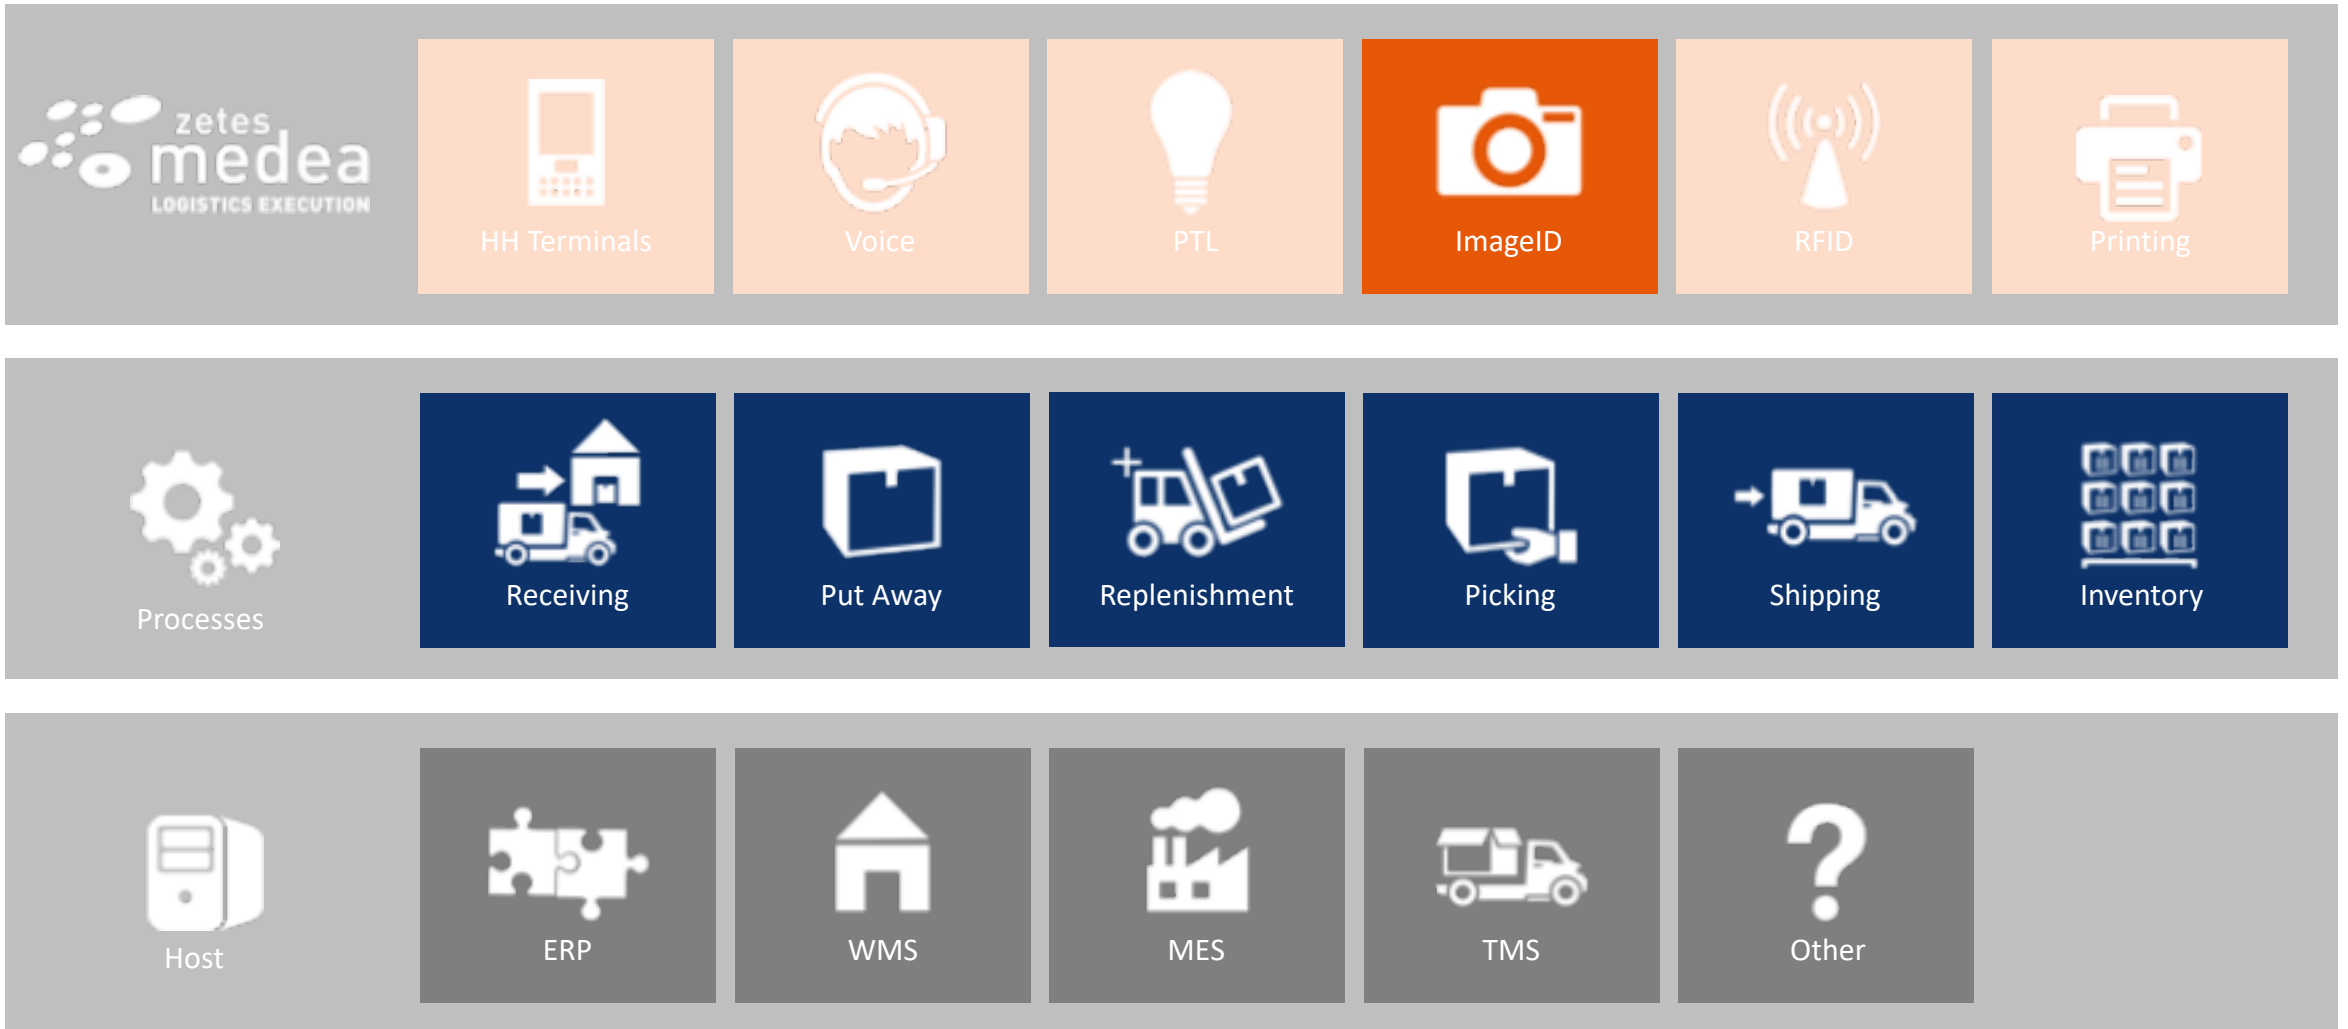 zetes
medea
LOGISTICS EXECUTION
HH Terminals
Voice
PTL
ImageID
RFID
Printing
Processes
Receiving
Put Away
Replenishment
Picking
Shipping
Inventory
Host
ERP
WMS
MES
TMS
Other